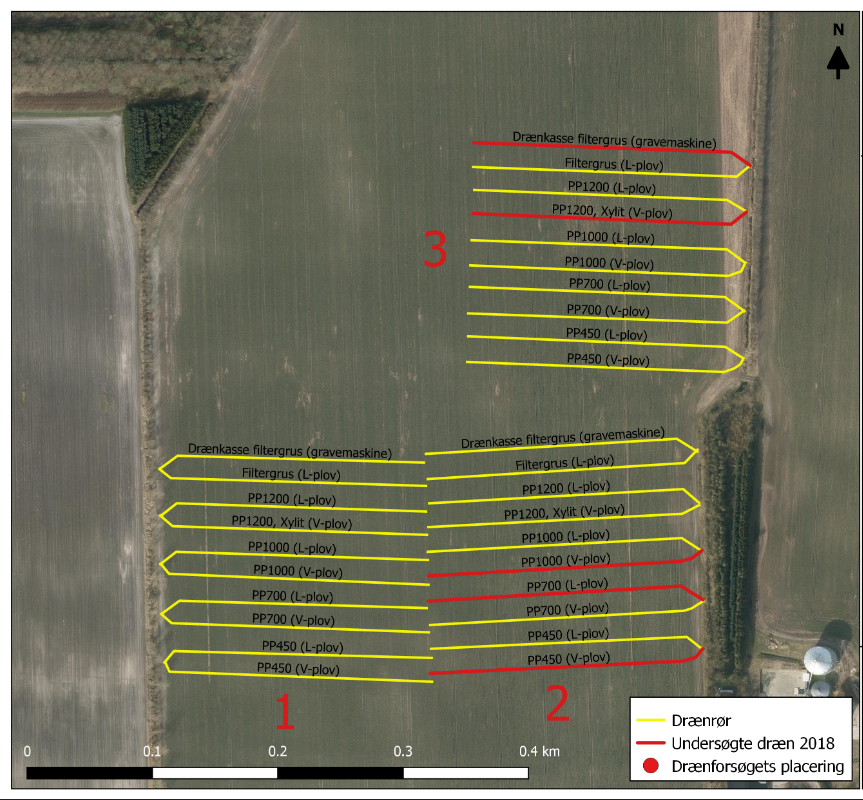 N
Drænkasse filtergrus (gravemaskine)
Filtergrus (L-plov)
PP1200 (L-plov)
PP1200, Xylit (V-plov)
PP1000 (L-plov)
PP1000 (V-plov)
PP700 (L-plov)
PP700 (V-plov)
PP450 (L-plov)
PP450 (V-plov)
3
Drænkasse filtergrus (gravemaskine)
Filtergrus (L-plov)
PP1200 (L-plov)
PP1200, Xylit (V-plov)
PP1000 (L-plov)
PP1000 (V-plov)
PP700 (L-plov)
PP700 (V-plov)
PP450 (L-plov)
PP450 (V-plov)
1
Drænkasse filtergrus (gravemaskine)
Filtergrus (L-plov)
PP1200 (L-plov)
PP1200, Xylit (V-plov)
PP1000 (L-plov)
PP1000 (V-plov)
PP700 (L-plov)
PP700 (V-plov)
PP450 (L-plov)
PP450 (V-plov)
2
0 0.1 0.2 0.3 0.4 km
Drænrør
Undersøgte dræn 2018
Drænforsøgets placering